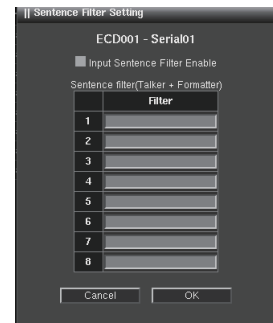 || Sentence Filter Setting
ECD001 - Serial01
Input Sentence Filter Enable
Sentence filter(Talker + Formatter)
Filter
1
2
3
4
5
6
7
8
Cancel OK